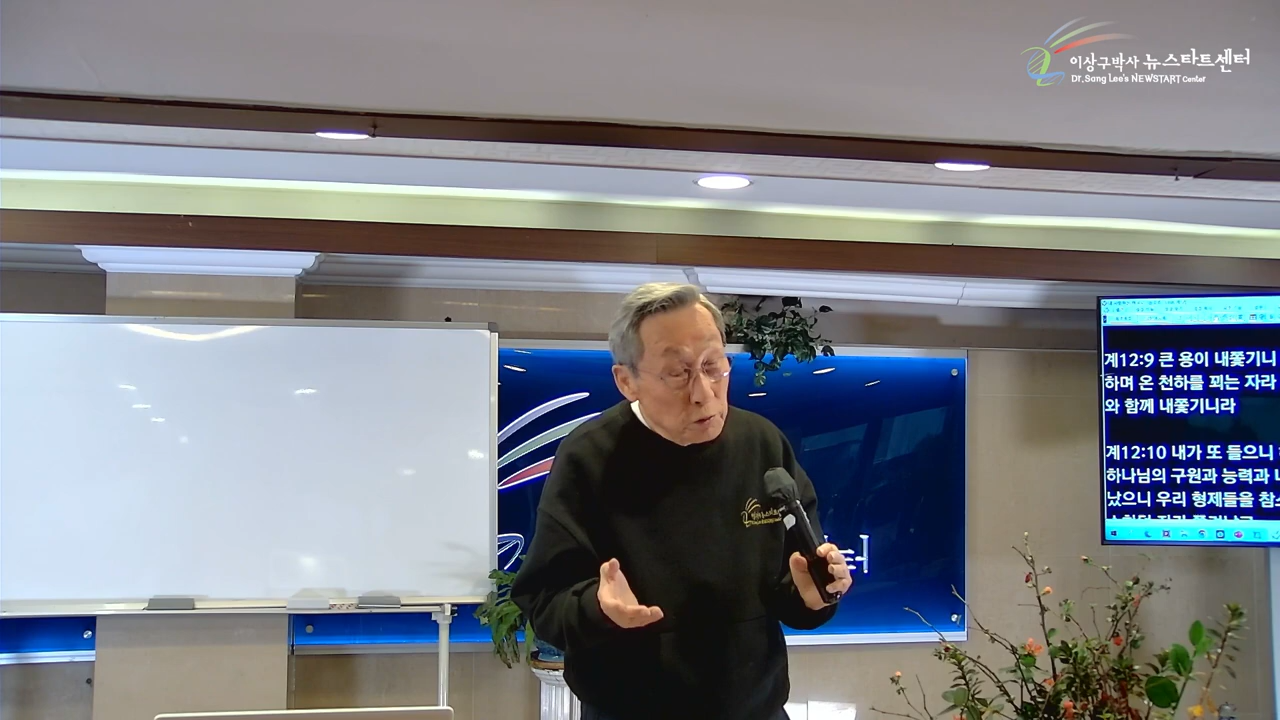 이상구박사 뉴스타트센터
Dr. Sang Lee's NEWSTART Center
계12:9 큰 용이 내쫓기니
하며 온 천하를 꾀는 자라
와 함께 내쫓기니라
계12:10 내가 또 들으니
하나님의 구원과 능력과
났으니 우리 형제들을 참소